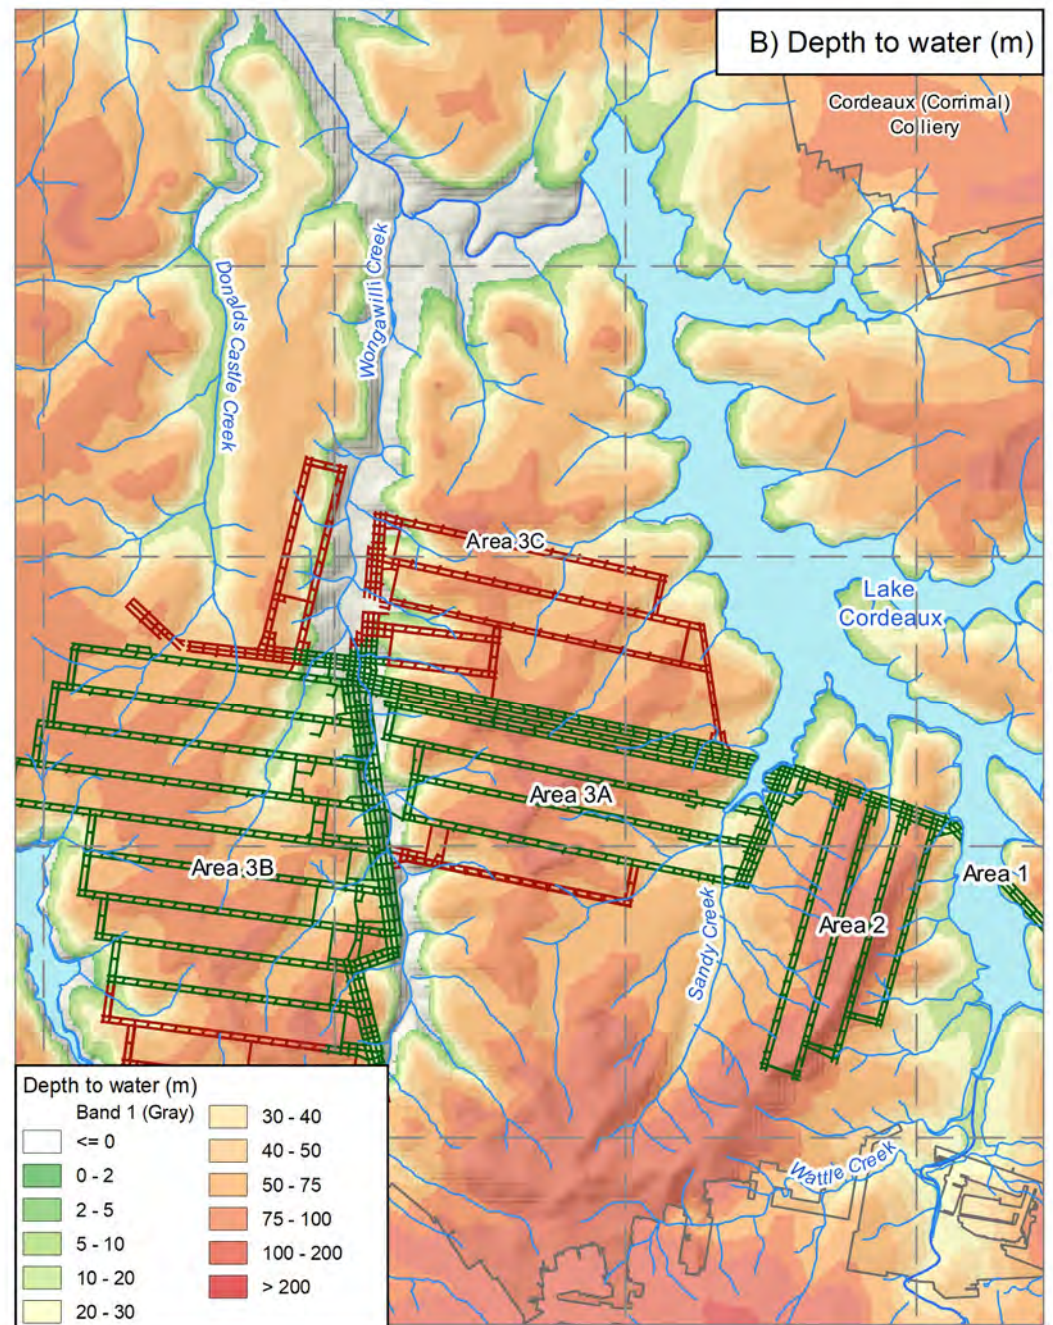 B) Depth to water (m)
Cordeaux (Corrimal)
Colliery
Donalds Castle Creek
Wongawilli Creek
Area 3C
Lake
Cordeaux
Area 3A
Area 3B
Area 1
Area 2
Sandy Creek
Wattle Creek
Depth to water (m)
Band 1 (Gray)
<= 0
0 - 2
2 - 5
5 - 10
10 - 20
20 - 30
30 - 40
40 - 50
50 - 75
75 - 100
100 - 200
> 200